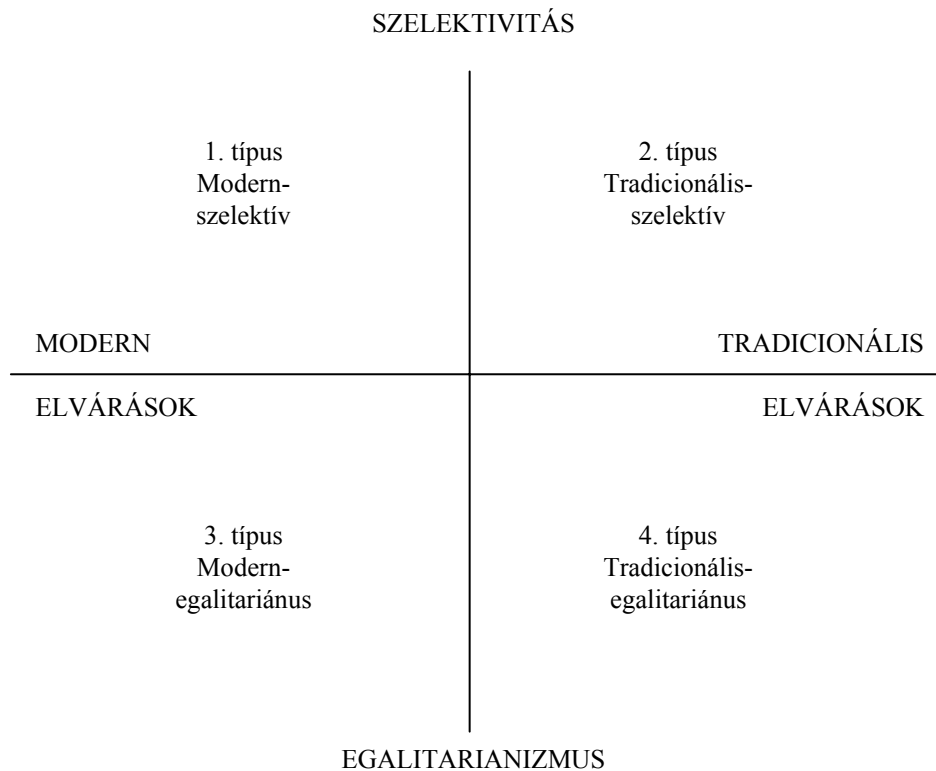 SZELEKTIVITÁS
1. típus
Modern-
szelektív
2. típus
Tradicionális-
szelektív
MODERN
TRADICIONÁLIS
ELVÁRÁSOK
ELVÁRÁSOK
3. típus
Modern-
egalitariánus
4. típus
Tradicionális-
egalitariánus
EGALITARIANIZMUS